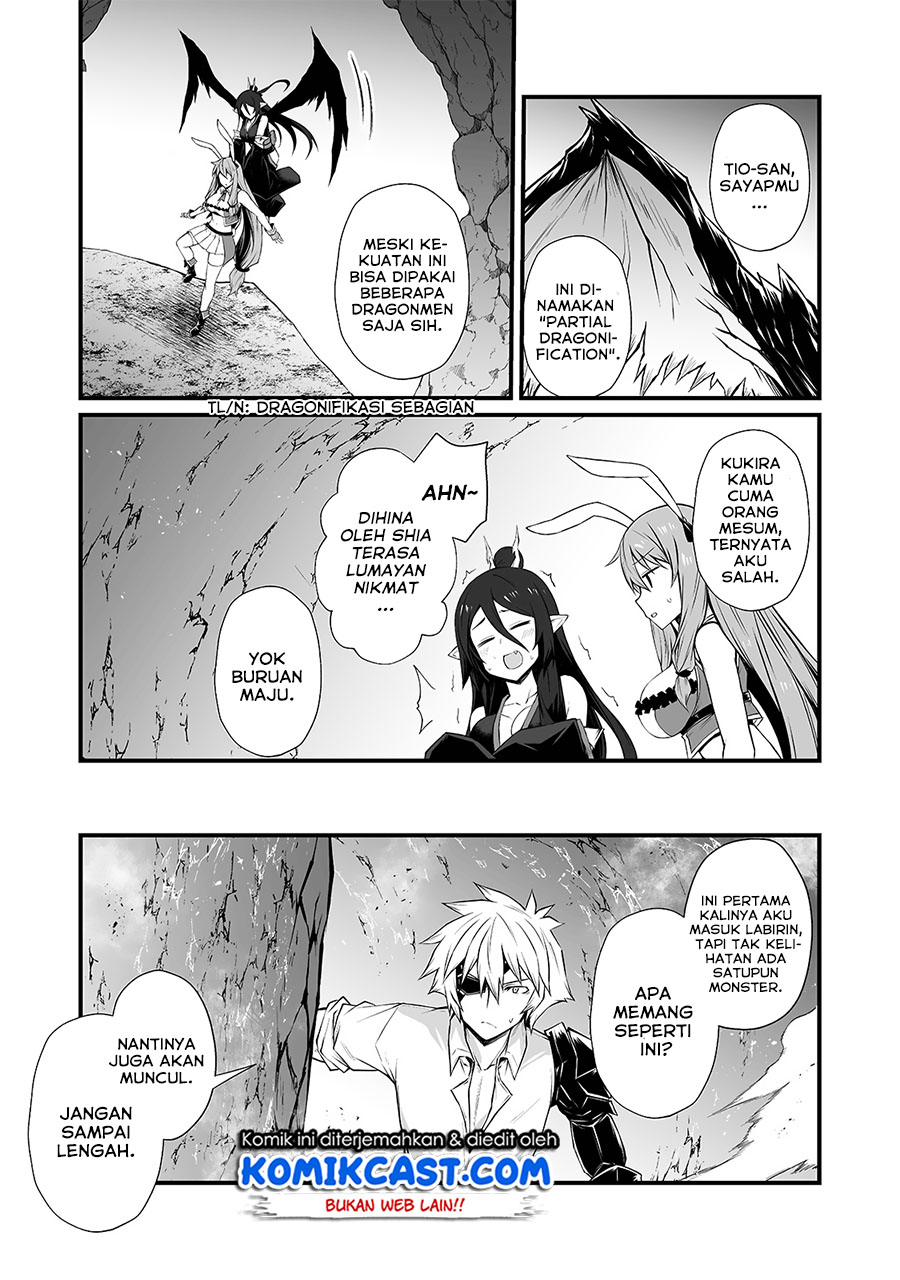 TIO-SAN,
SAYAPMU
...
INI DI-
NAMAKAN
"PARTIAL
DRAGONI-
FICATION".
MESKI KE-
KUATAN INI
BISA DIPAKAI
BEBERAPA
DRAGONMEN
SAJA SIH.
TL/N: DRAGONIFIKASI SEBAGIAN
KUKIRA
KAMU
CUMA
ORANG
MESUM,
TERNYATA
AKU
SALAH.
AHN~
DIHINA
OLEH SHIA
TERASA
LUMAYAN
NIKMAT
...
YOK
BURUAN
MAJU.
INI PERTAMA
KALINYA AKU
MASUK LABIRIN,
TAPI TAK KELI-
HATAN ADA
SATUPUN
MONSTER.
APA
MEMANG
SEPERTI
INI?
NANTINYA
JUGA AKAN
MUNCUL.
JANGAN
SAMPAI
LENGAH.
Komik ini diterjemahkan & diedit oleh
KOMIKCAST.COM
BUKAN WEB LAIN!!